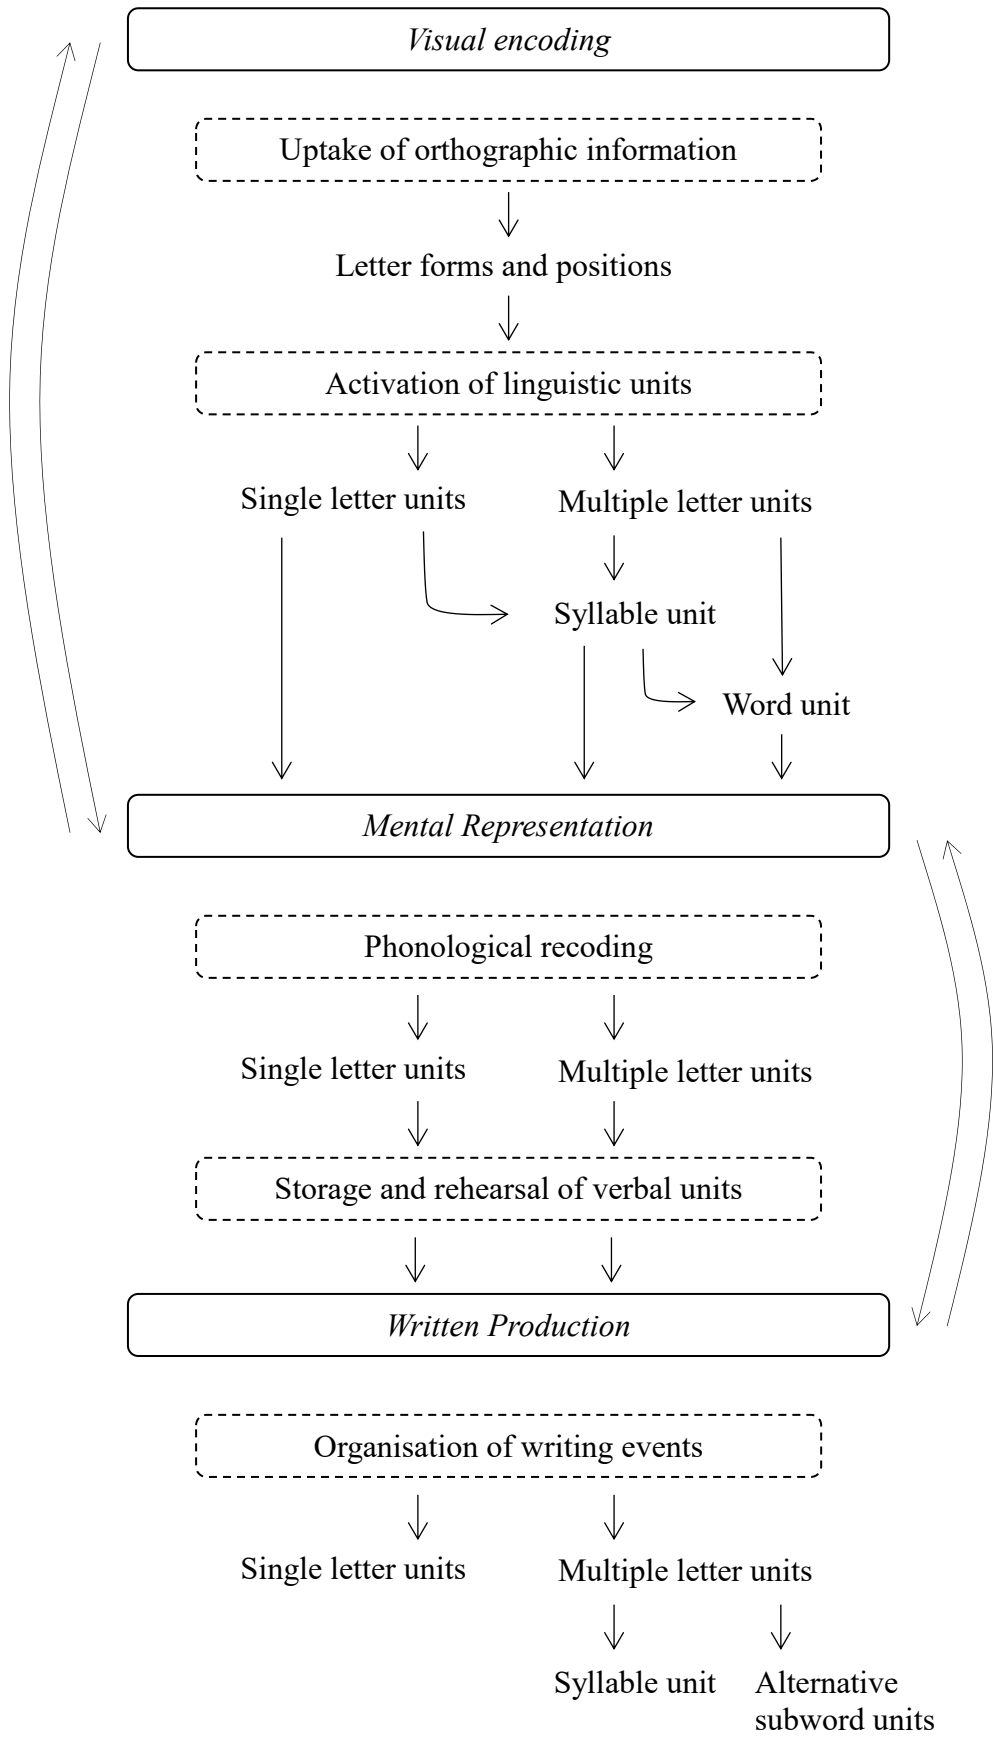 Visual encoding
Uptake of orthographic information
Letter forms and positions
Activation of linguistic units
Single letter units
Multiple letter units
Syllable unit
Word unit
Mental Representation
Phonological recoding
Single letter units
Multiple letter units
Storage and rehearsal of verbal units
Written Production
Organisation of writing events
Single letter units
Multiple letter units
Syllable unit
Alternative
subword units